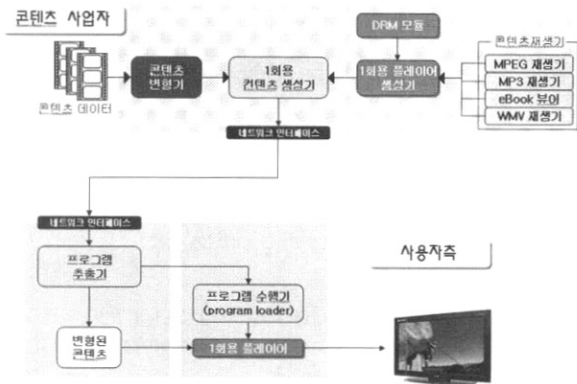 콘텐츠 사업자
DRM 모듈
콘텐츠재생기
MPEG 재생기
MP3 재생기
eBook 뷰어
WMV 재생기
콘텐츠
변형기
1회용
컨텐츠 생성기
1회용 플레이어
생성기
콘텐츠 데이터
네트워크 인터페이스
네트워크 인터페이스
사용자측
프로그램
추출기
프로그램 수행기
(program loader)
변형된
콘텐츠
1회용 플레이어